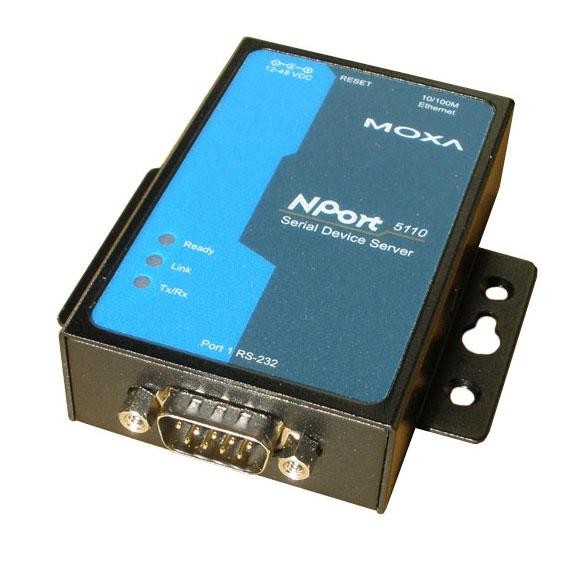 12-48 VDC
RESET
10/100M
Ethernet
MOXA
NPort 5110
Serial Device Server
Ready
Link
Tx/Rx
Port 1 RS-232